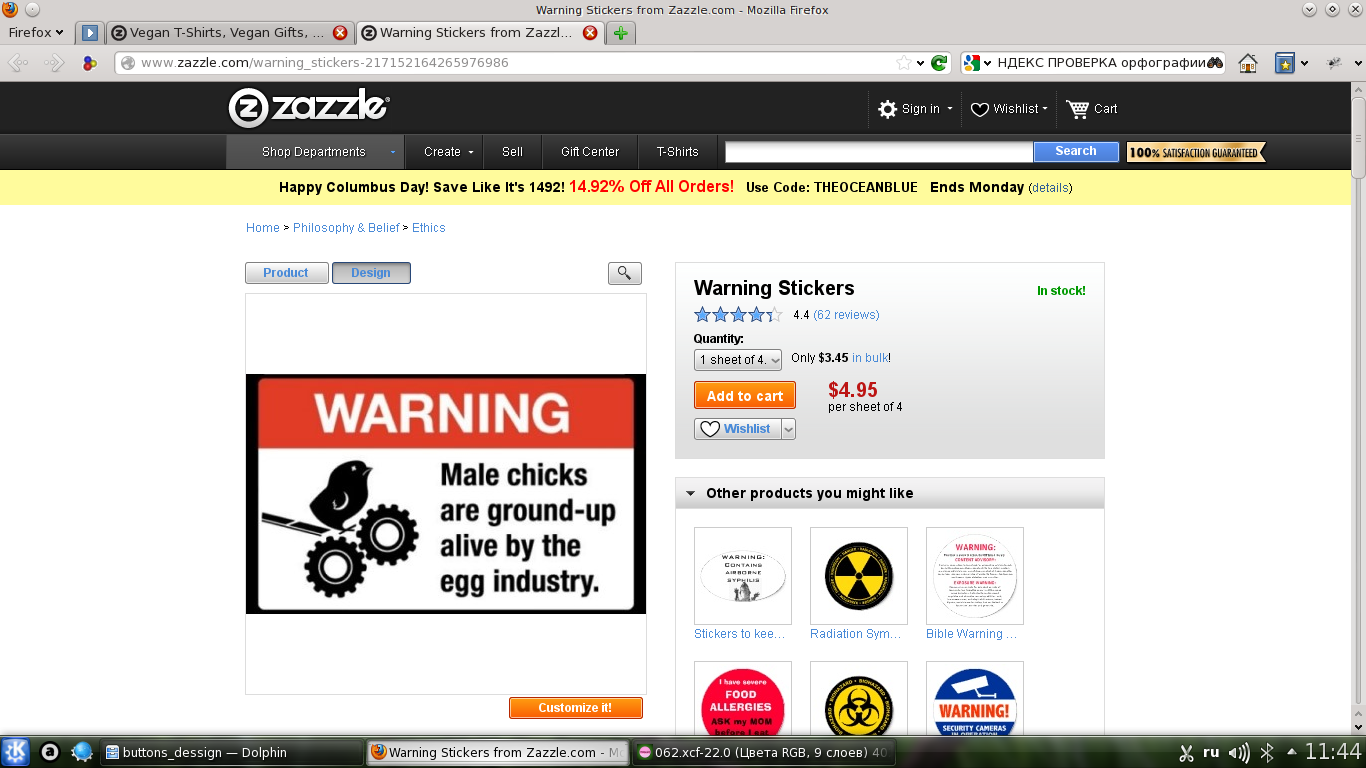 Warning Stickers from Zazzle.com - Mozilla Firefox
Firefox
Vegan T-Shirts, Vegan Gifts, ...
Warning Stickers from Zazzl...
www.zazzle.com/warning_stickers-217152164265976986
НДЕКС ПРОВЕРКА орфографии
zazzle
Sign in
Wishlist
Cart
Shop Departments
Create
Sell
Gift Center
T-Shirts
Search
100% SATISFACTION GUARANTEED
Happy Columbus Day! Save Like It's 1492! 14.92% Off All Orders! Use Code: THEOCEANBLUE Ends Monday (details)
Home > Philosophy & Belief > Ethics
Product
Design
WARNING
Male chicks
are ground-up
alive by the
egg industry.
Customize it!
Warning Stickers
In stock!
4.4 (62 reviews)
Quantity:
1 sheet of 4.
Only $3.45 in bulk!
Add to cart
$4.95
per sheet of 4
Wishlist
Other products you might like
WARNING:
CONTAINS
AIRBORNE
SYPHILIS
WARNING:
CONTENT ADVISORY:
EXPOSURE WARNING:
Stickers to kee...
Radiation Sym...
Bible Warning ...
I have severe
FOOD
ALLERGIES
ASK my MOM
before I sat
BIOHAZARD
WARNING!
SECURITY CAMERAS
IN OPERATION
buttons_dessign — Dolphin
Warning Stickers from Zazzle.com - Mo
062.xcf-22.0 (Цвета RGB, 9 слоев) 40
ru
11:44